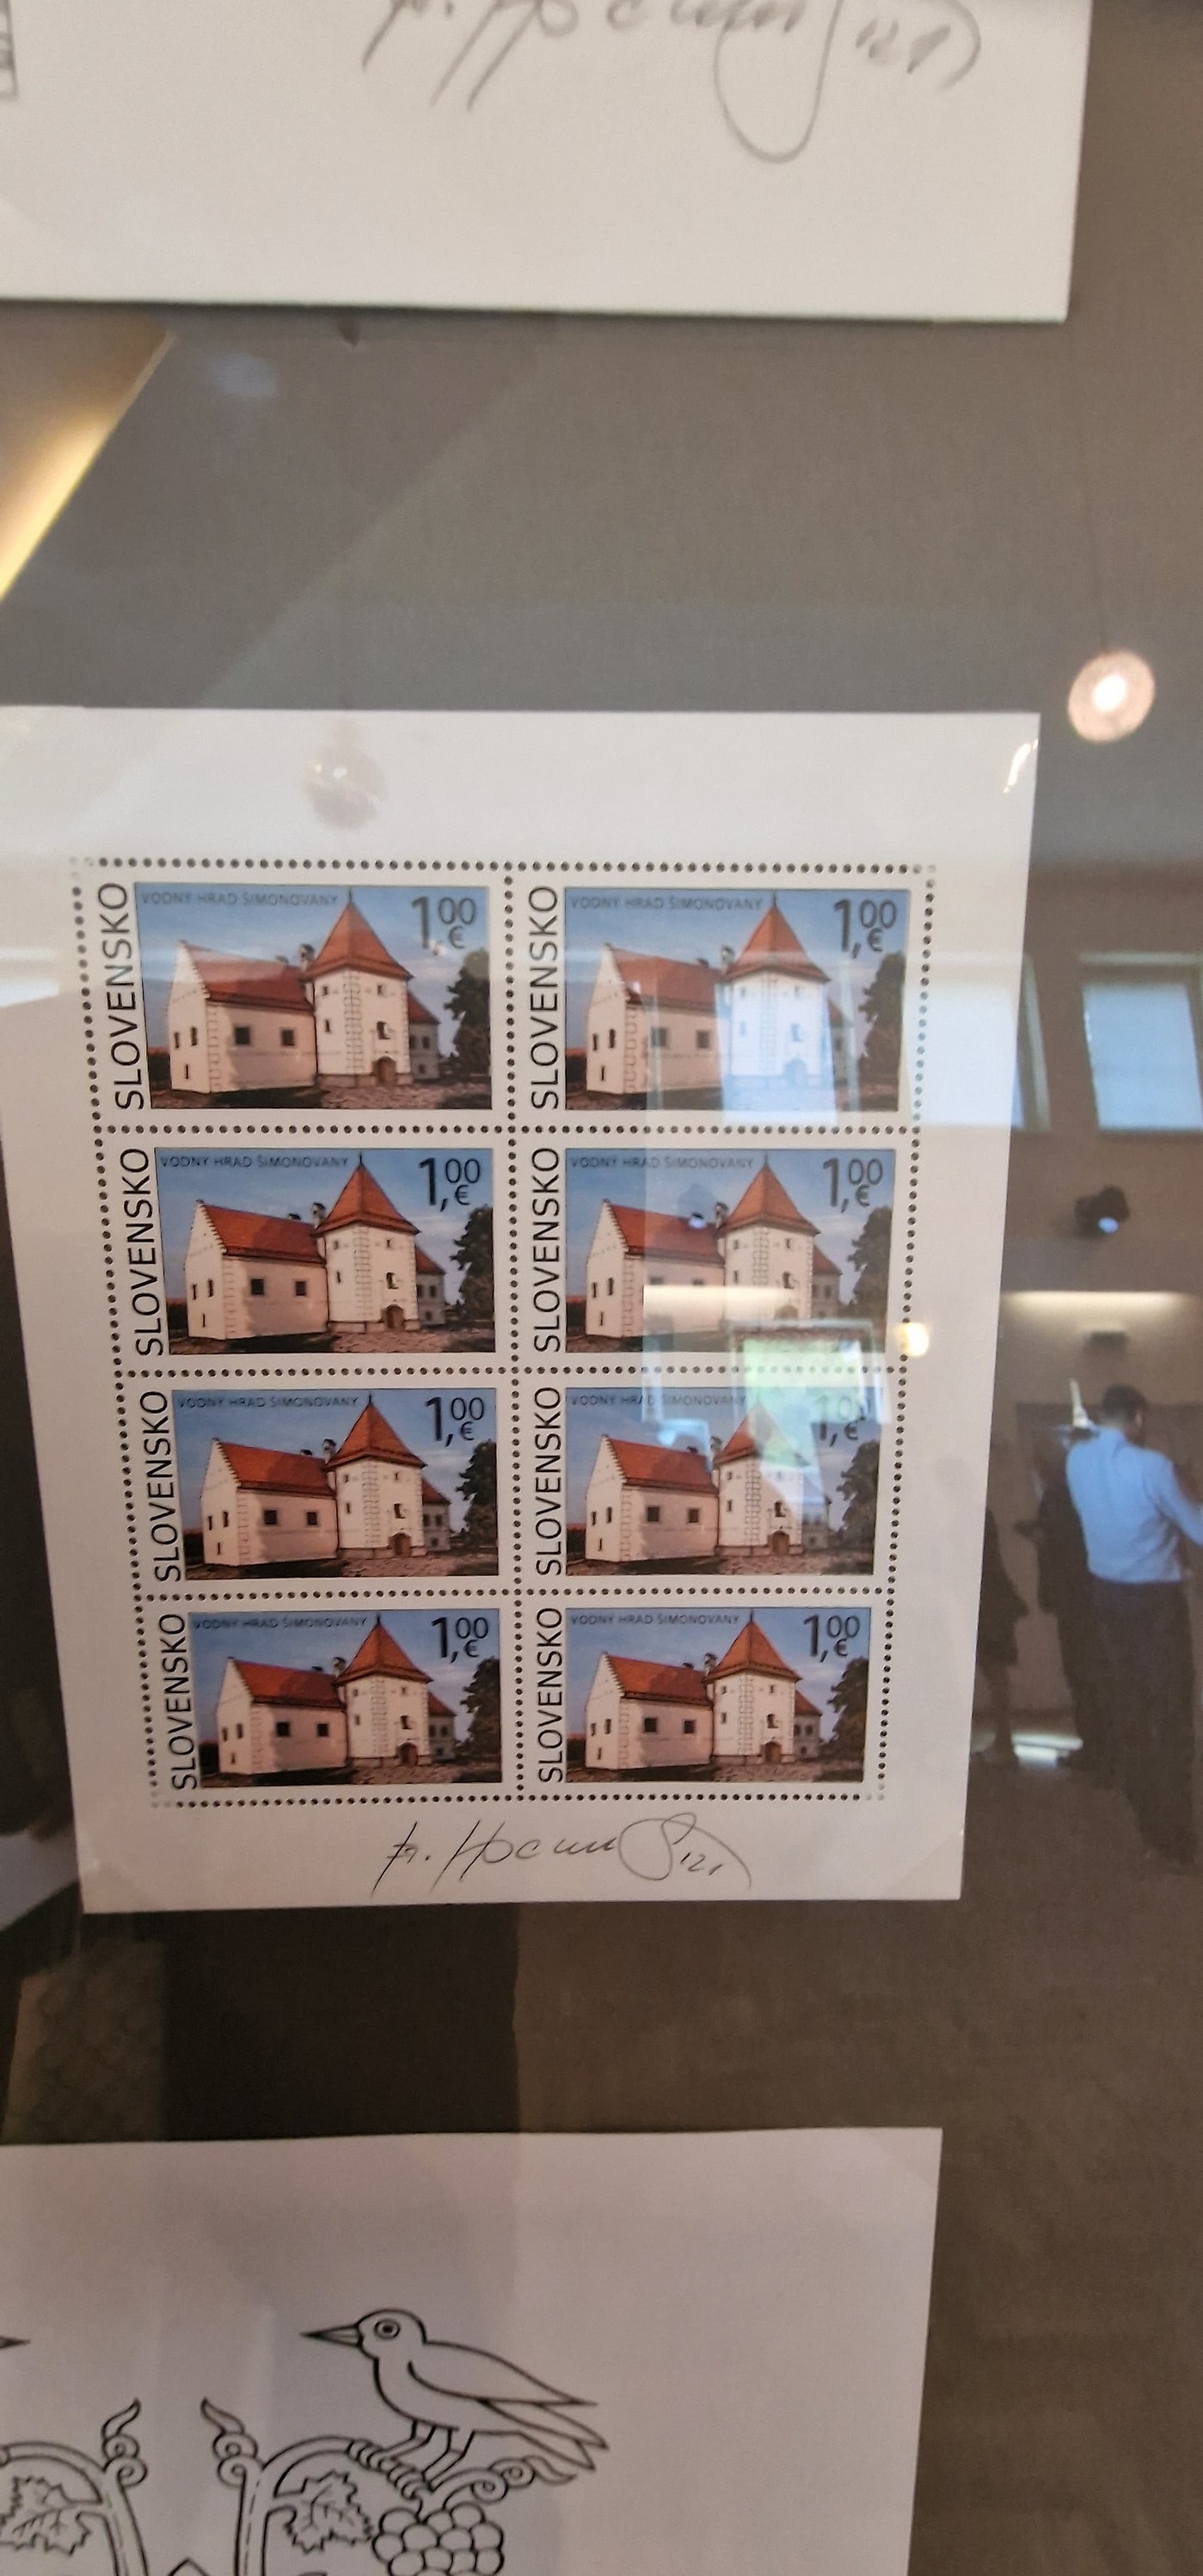 SLOVENSKO
VODNÝ HRAD ŠIMONOVANY
1,00 €
SLOVENSKO
VODNÝ HRAD ŠIMONOVANY
1,00 €
SLOVENSKO
VODNÝ HRAD ŠIMONOVANY
1,00 €
SLOVENSKO
VODNÝ HRAD ŠIMONOVANY
1,00 €
SLOVENSKO
VODNÝ HRAD ŠIMONOVANY
1,00 €
SLOVENSKO
VODNÝ HRAD ŠIMONOVANY
1,00 €
SLOVENSKO
VODNÝ HRAD ŠIMONOVANY
1,00 €
SLOVENSKO
VODNÝ HRAD ŠIMONOVANY
1,00 €